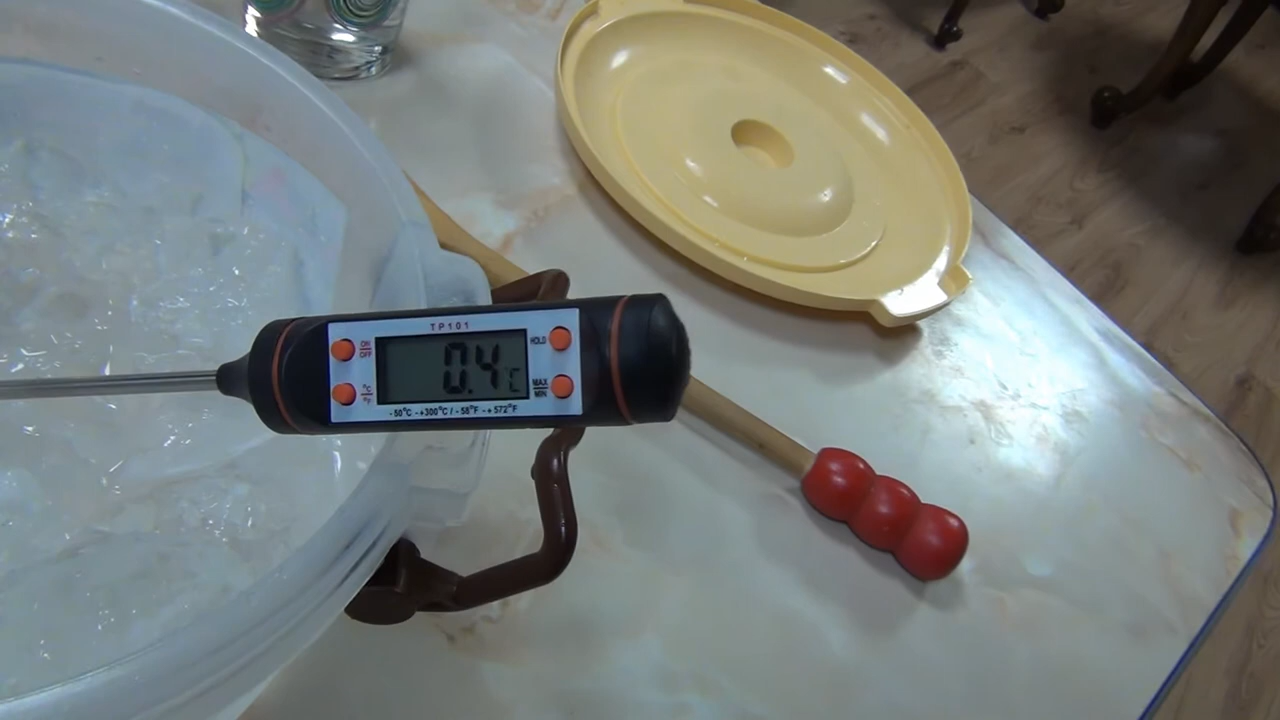 TP101
ON
OFF
HOLD
0.4 °C
°C
°F
MAX
MIN
-50°C -+300°C / -58°F -+572°F